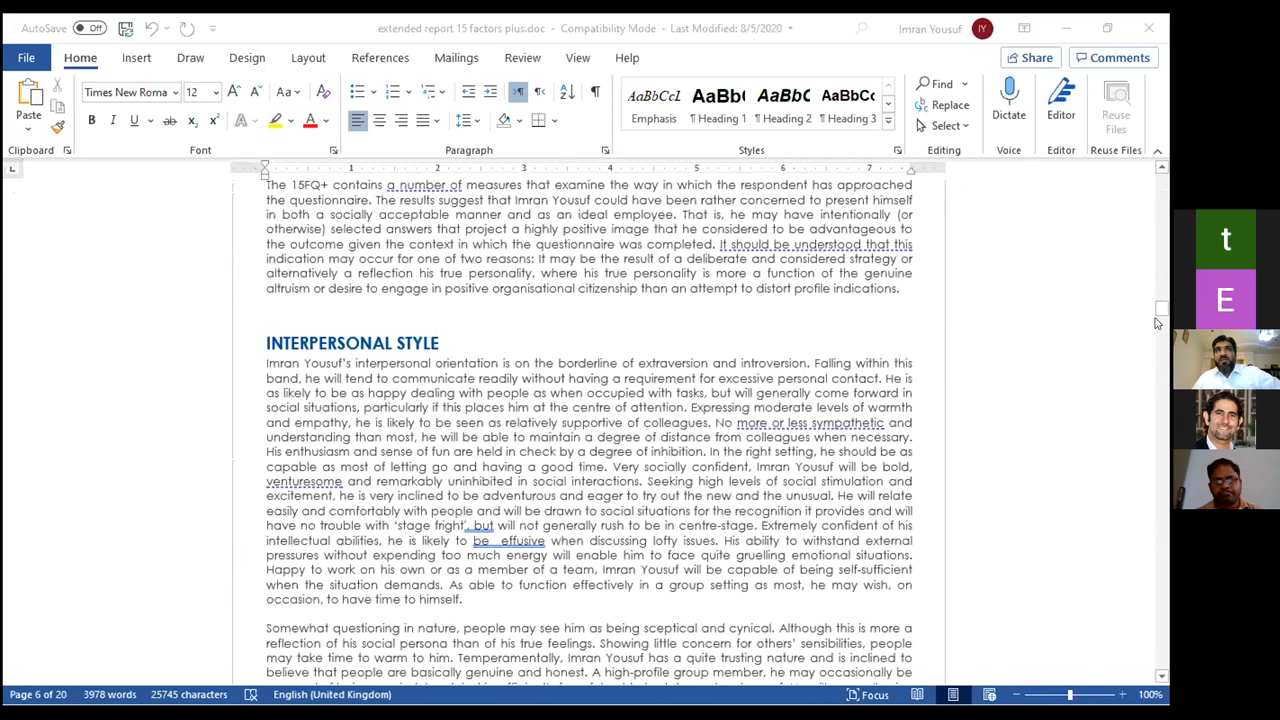 AutoSave Off
extended report 15 factors plus.doc - Compatibility Mode - Last Modified: 8/5/2020
Imran Yousuf IY
File Home Insert Draw Design Layout References Mailings Review View Help
Share Comments
Paste
Times New Roma 12
Aa
B I U ab x₂ x² A A
AaBbCcL AaBb( AaBbC AaBbCc
Emphasis ¶ Heading 1 ¶ Heading 2 ¶ Heading 3
Find
Replace
Select
Dictate
Editor
Reuse
Files
Clipboard Font Paragraph Styles Editing Voice Editor Reuse Files
1 2 3 4 5 6 7
The 15FQ+ contains a number of measures that examine the way in which the respondent has approached
the questionnaire. The results suggest that Imran Yousuf could have been rather concerned to present himself
in both a socially acceptable manner and as an ideal employee. That is, he may have intentionally (or
otherwise) selected answers that project a highly positive image that he considered to be advantageous to
the outcome given the context in which the questionnaire was completed. It should be understood that this
indication may occur for one of two reasons: It may be the result of a deliberate and considered strategy or
alternatively a reflection his true personality, where his true personality is more a function of the genuine
altruism or desire to engage in positive organisational citizenship than an attempt to distort profile indications.
INTERPERSONAL STYLE
Imran Yousuf's interpersonal orientation is on the borderline of extraversion and introversion. Falling within this
band, he will tend to communicate readily without having a requirement for excessive personal contact. He is
as likely to be as happy dealing with people as when occupied with tasks, but will generally come forward in
social situations, particularly if this places him at the centre of attention. Expressing moderate levels of warmth
and empathy, he is likely to be seen as relatively supportive of colleagues. No more or less sympathetic and
understanding than most, he will be able to maintain a degree of distance from colleagues when necessary.
His enthusiasm and sense of fun are held in check by a degree of inhibition. In the right setting, he should be as
capable as most of letting go and having a good time. Very socially confident, Imran Yousuf will be bold,
venturesome and remarkably uninhibited in social interactions. Seeking high levels of social stimulation and
excitement, he is very inclined to be adventurous and eager to try out the new and the unusual. He will relate
easily and comfortably with people and will be drawn to social situations for the recognition it provides and will
have no trouble with 'stage fright', but will not generally rush to be in centre-stage. Extremely confident of his
intellectual abilities, he is likely to be effusive when discussing lofty issues. His ability to withstand external
pressures without expending too much energy will enable him to face quite gruelling emotional situations.
Happy to work on his own or as a member of a team, Imran Yousuf will be capable of being self-sufficient
when the situation demands. As able to function effectively in a group setting as most, he may wish, on
occasion, to have time to himself.
Somewhat questioning in nature, people may see him as being sceptical and cynical. Although this is more a
reflection of his social persona than of his true feelings. Showing little concern for others' sensibilities, people
may take time to warm to him. Temperamentally, Imran Yousuf has a quite trusting nature and is inclined to
believe that people are basically genuine and honest. A high-profile group member, he may occasionally be
Page 6 of 20 3978 words 25745 characters English (United Kingdom) Focus 100%
t
E